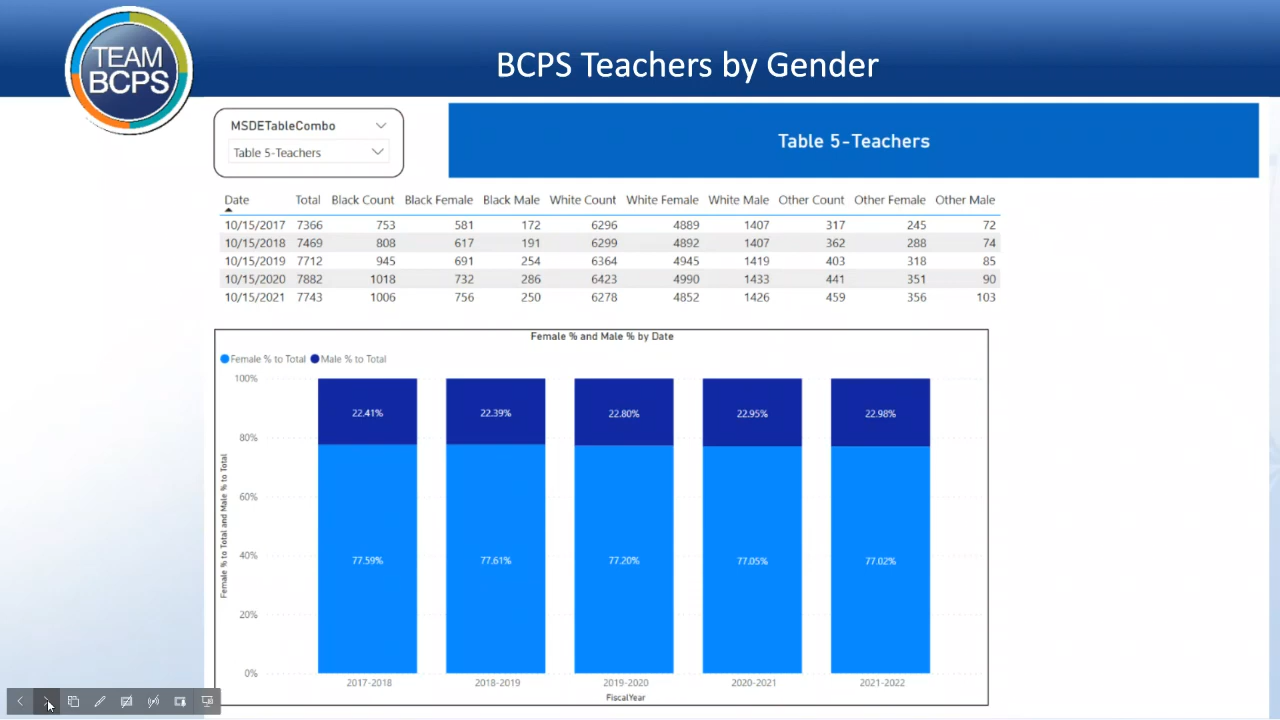 TEAM
BCPS
BCPS Teachers by Gender
MSDETableCombo
Table 5-Teachers
Table 5-Teachers
Date Total Black Count Black Female Black Male White Count White Female White Male Other Count Other Female Other Male
10/15/2017 7366 753 581 172 6296 4889 1407 317 245 72
10/15/2018 7469 808 617 191 6299 4892 1407 362 288 74
10/15/2019 7712 945 691 254 6364 4945 1419 403 318 85
10/15/2020 7882 1018 732 286 6423 4990 1433 441 351 90
10/15/2021 7743 1006 756 250 6278 4852 1426 459 356 103
Female % and Male % by Date
Female % to Total Male % to Total
100%
80%
60%
40%
20%
0%
Female % to Total and Male % to Total
22.41% 22.39% 22.80% 22.95% 22.98%
77.59% 77.61% 77.20% 77.05% 77.02%
2017-2018 2018-2019 2019-2020 2020-2021 2021-2022
FiscalYear